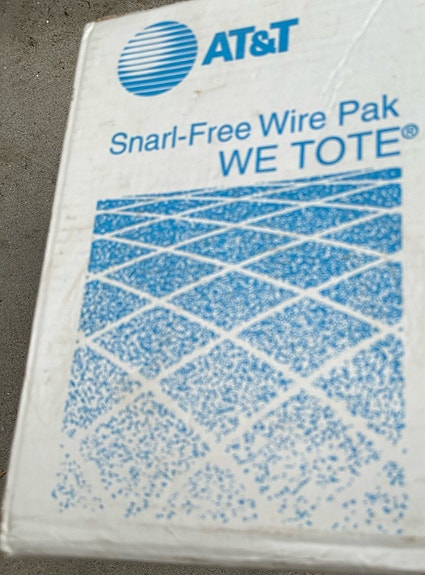 AT&T
Snarl-Free Wire Pak
WE TOTE®